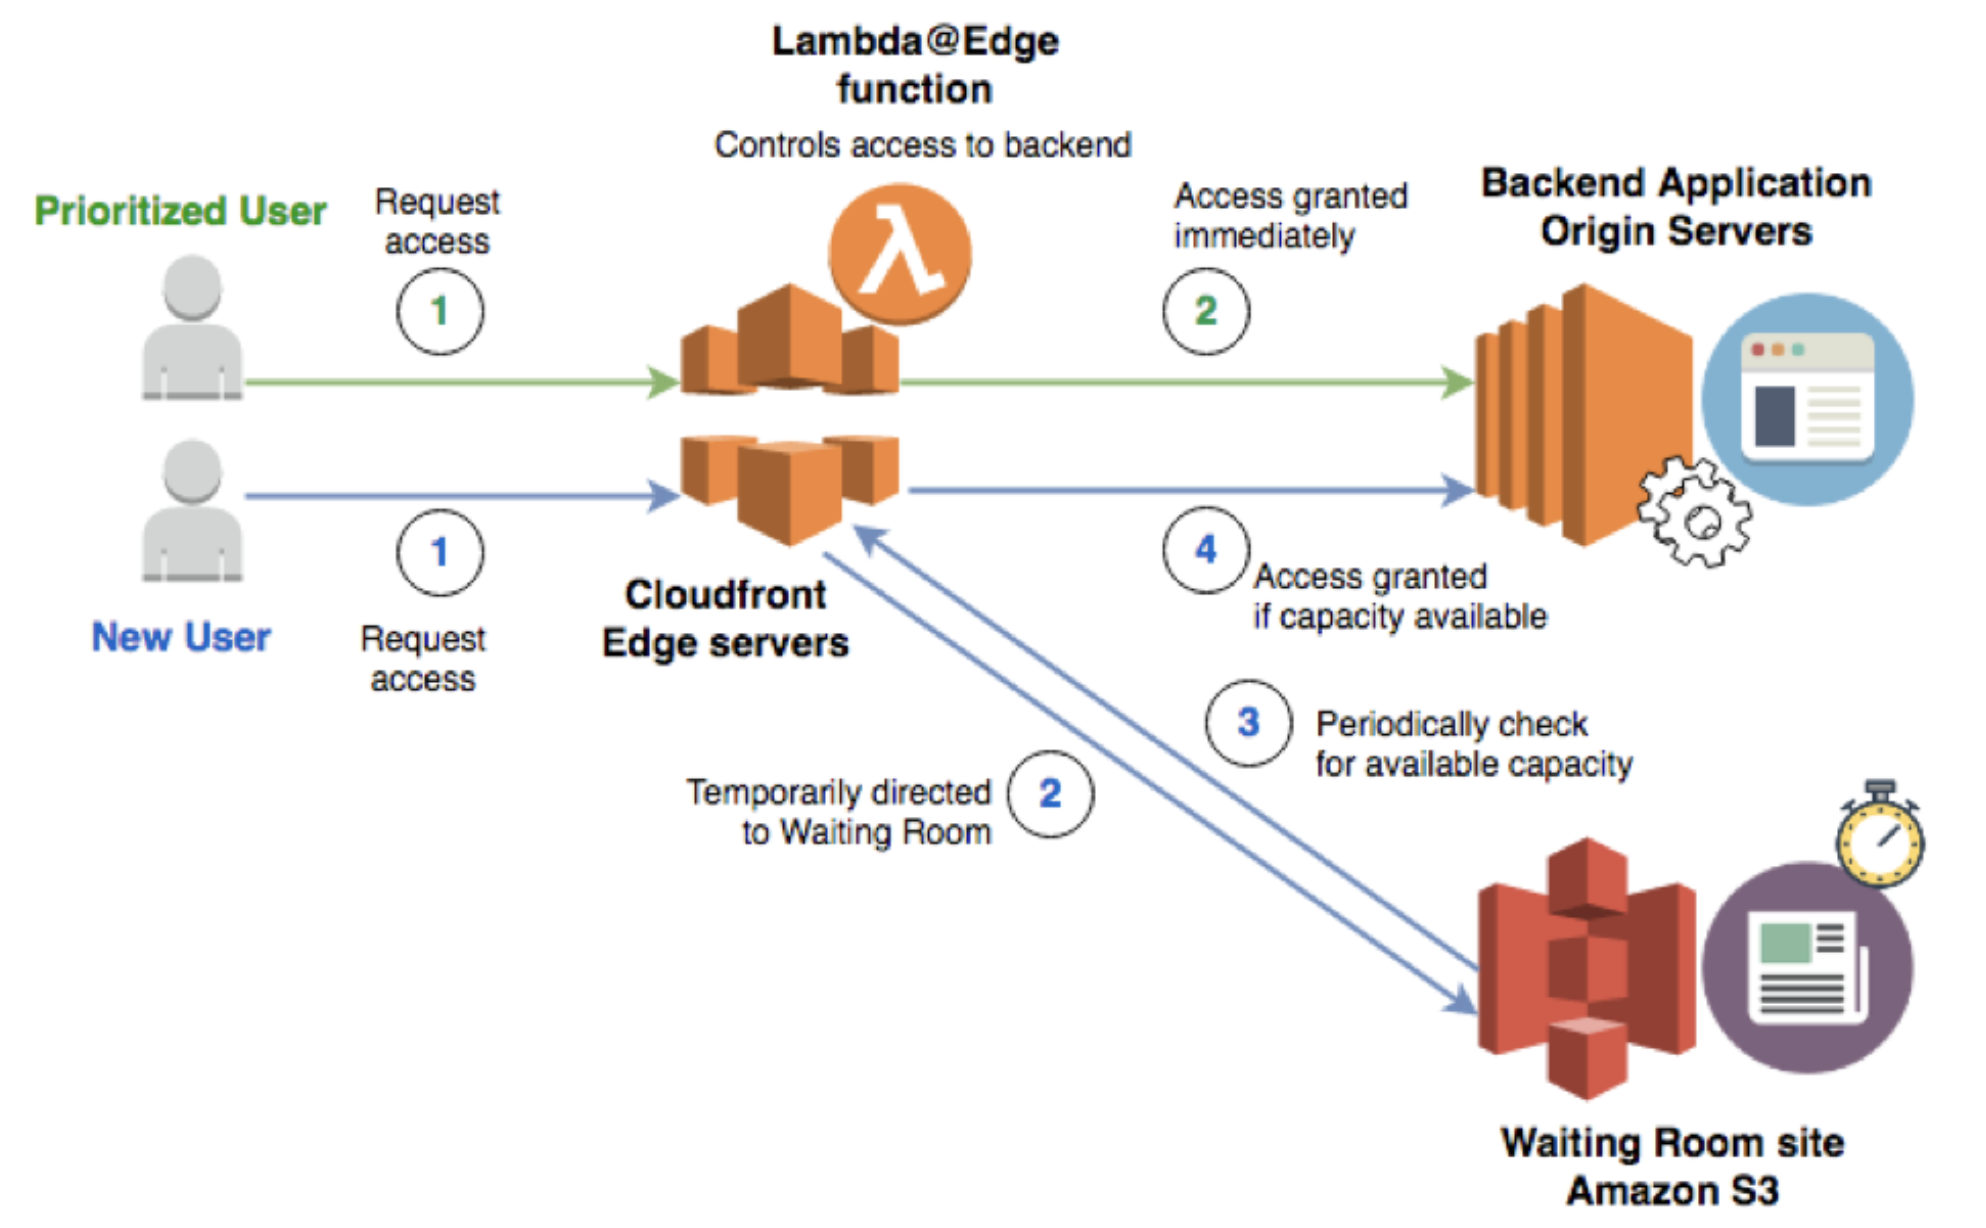 Lambda@Edge
function
Controls access to backend
Prioritized User
Request
access
1
Access granted
immediately
2
Backend Application
Origin Servers
New User
1
Request
access
Cloudfront
Edge servers
4
Access granted
if capacity available
3
Periodically check
for available capacity
Temporarily directed
to Waiting Room
2
Waiting Room site
Amazon S3